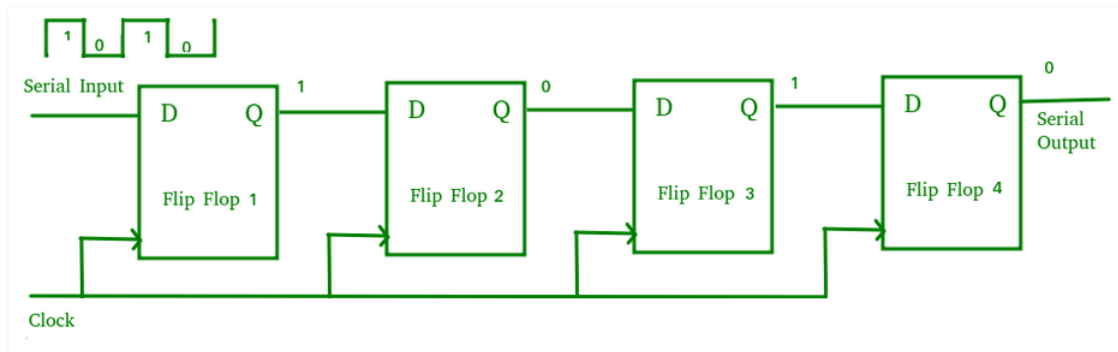 1 0 1 0
Serial Input
1
0
1
0
D Q
D Q
D Q
D Q
Serial
Output
Flip Flop 1
Flip Flop 2
Flip Flop 3
Flip Flop 4
Clock